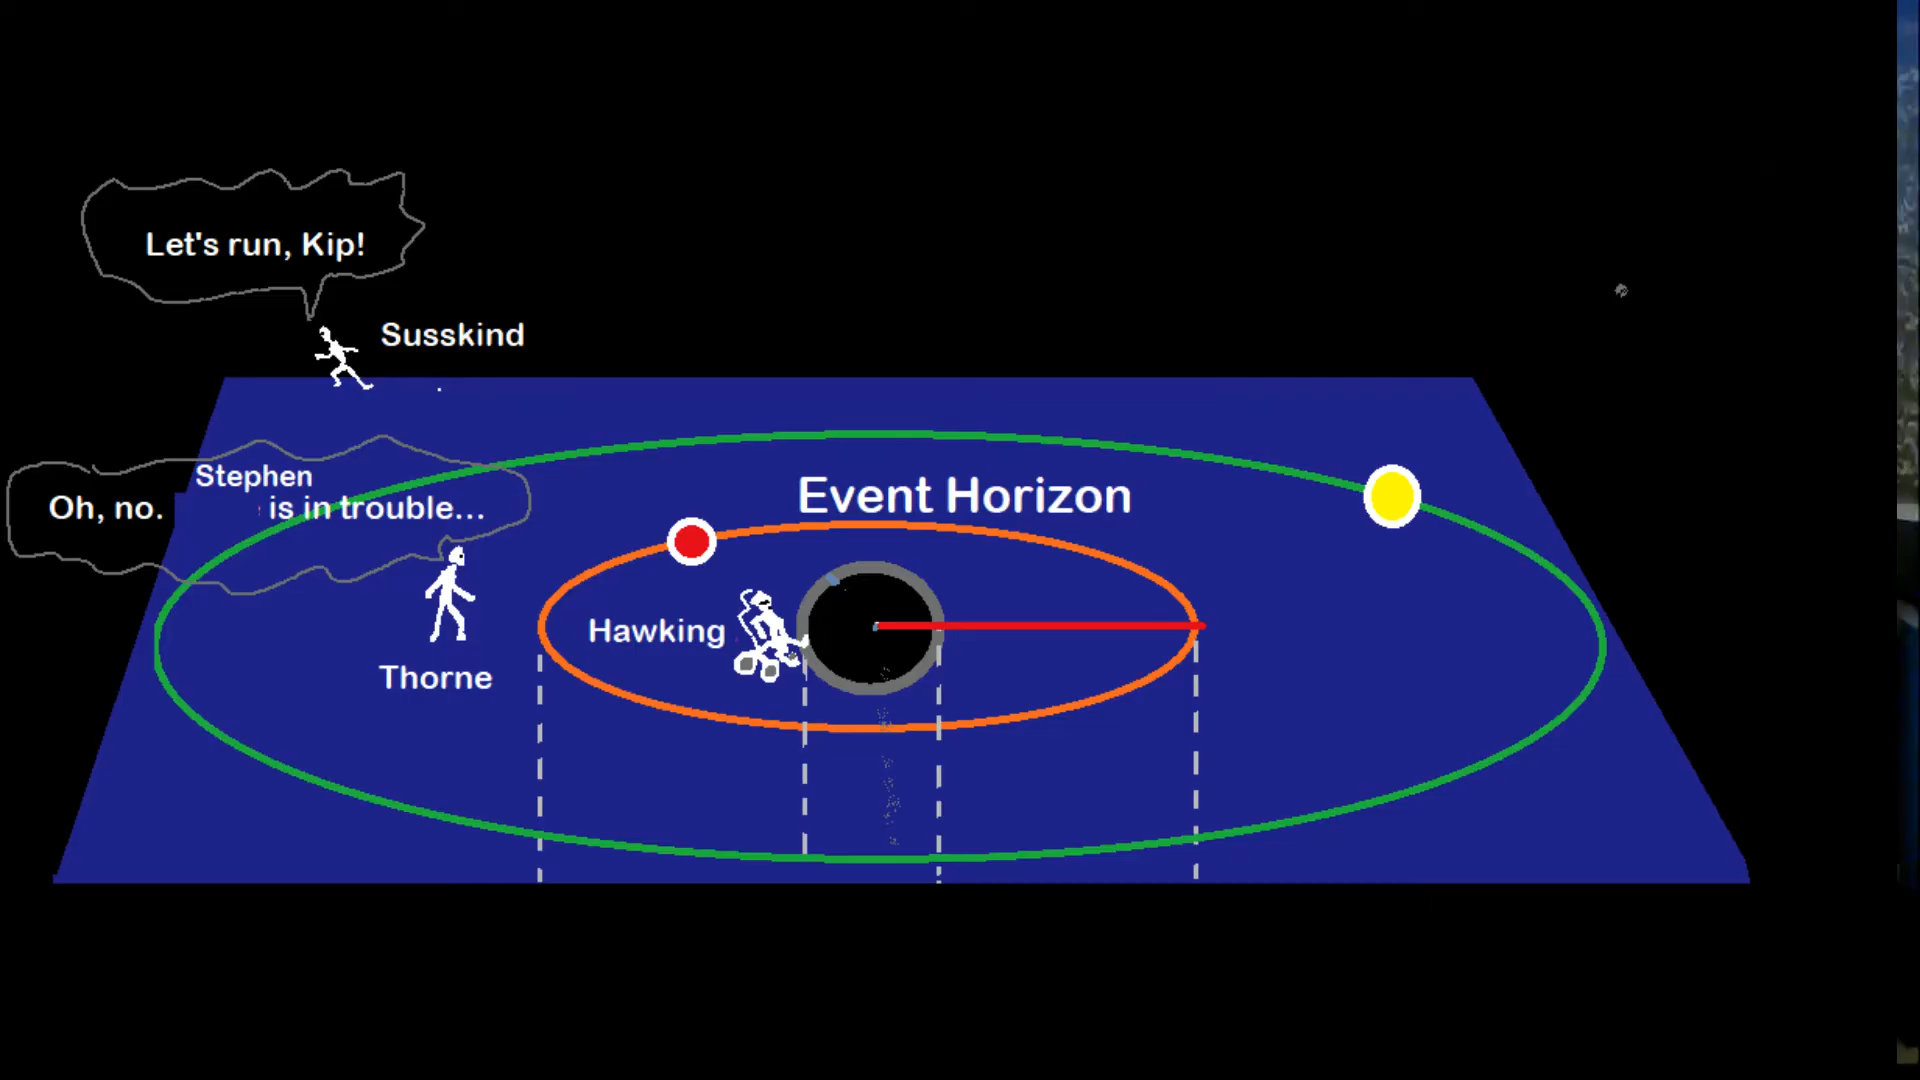 Let's run, Kip!
Susskind
Stephen
Oh, no. is in trouble...
Event Horizon
Hawking
Thorne